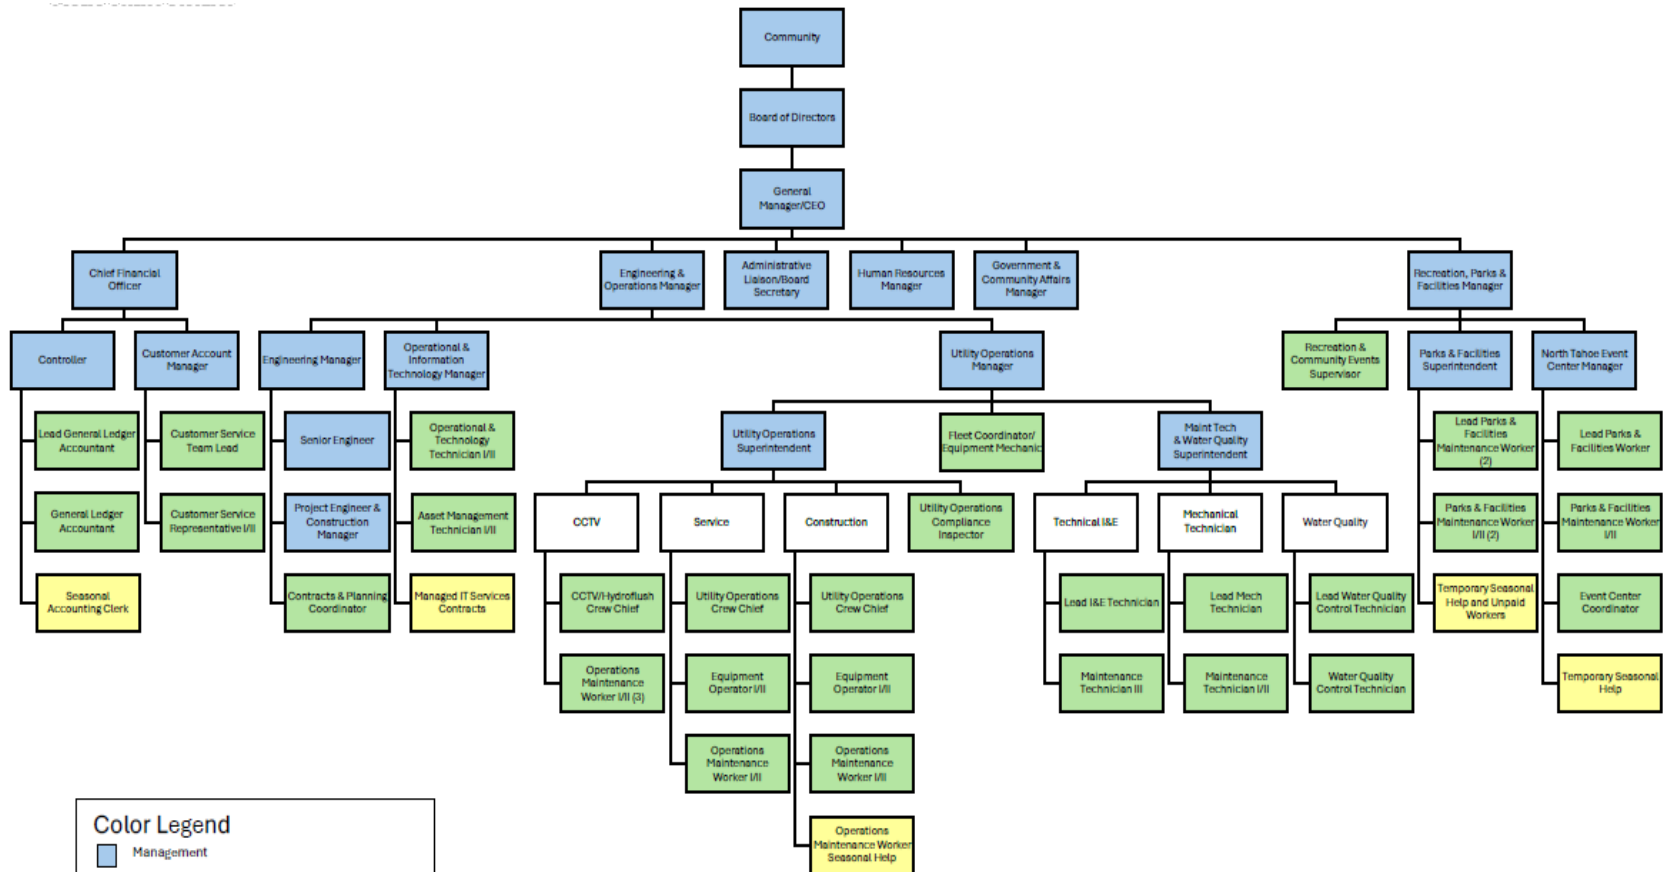 Community
Board of Directors
General
Manager/CEO
Chief Financial
Officer
Engineering &
Operations Manager
Administrative
Liaison/Board
Secretary
Human Resources
Manager
Government &
Community Affairs
Manager
Recreation, Parks &
Facilities Manager
Controller
Customer Account
Manager
Engineering Manager
Operational &
Information
Technology Manager
Utility Operations
Manager
Recreation &
Community Events
Supervisor
Parks & Facilities
Superintendent
North Tahoe Event
Center Manager
Lead General Ledger
Accountant
Customer Service
Team Lead
Senior Engineer
Operational &
Technology
Technician I/II
Utility Operations
Superintendent
Fleet Coordinator/
Equipment Mechanic
Maint Tech
& Water Quality
Superintendent
Lead Parks &
Facilities
Maintenance Worker
(2)
Lead Parks &
Facilities Worker
General Ledger
Accountant
Customer Service
Representative I/II
Project Engineer &
Construction
Manager
Asset Management
Technician I/II
CCTV
Service
Construction
Utility Operations
Compliance
Inspector
Technical I&E
Mechanical
Technician
Water Quality
Parks & Facilities
Maintenance Worker
I/II (2)
Parks & Facilities
Maintenance Worker
I/II
Seasonal
Accounting Clerk
Contracts & Planning
Coordinator
Managed IT Services
Contracts
CCTV/Hydroflush
Crew Chief
Utility Operations
Crew Chief
Utility Operations
Crew Chief
Lead I&E Technician
Lead Mech
Technician
Lead Water Quality
Control Technician
Temporary Seasonal
Help and Unpaid
Workers
Event Center
Coordinator
Operations
Maintenance
Worker I/II (3)
Equipment
Operator I/II
Equipment
Operator I/II
Maintenance
Technician III
Maintenance
Technician I/II
Water Quality
Control Technician
Temporary Seasonal
Help
Operations
Maintenance
Worker I/II
Operations
Maintenance
Worker I/II
Operations
Maintenance Worker
Seasonal Help
Color Legend
Management